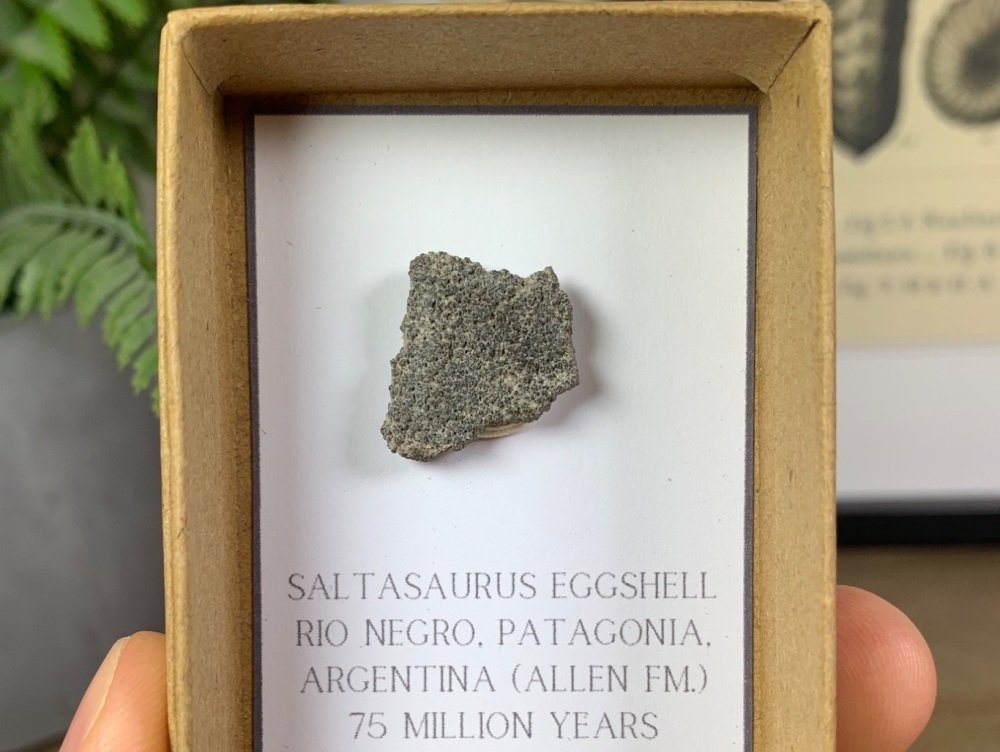 SALTASAURUS EGGSHELL
RIO NEGRO, PATAGONIA,
ARGENTINA (ALLEN FM.)
75 MILLION YEARS